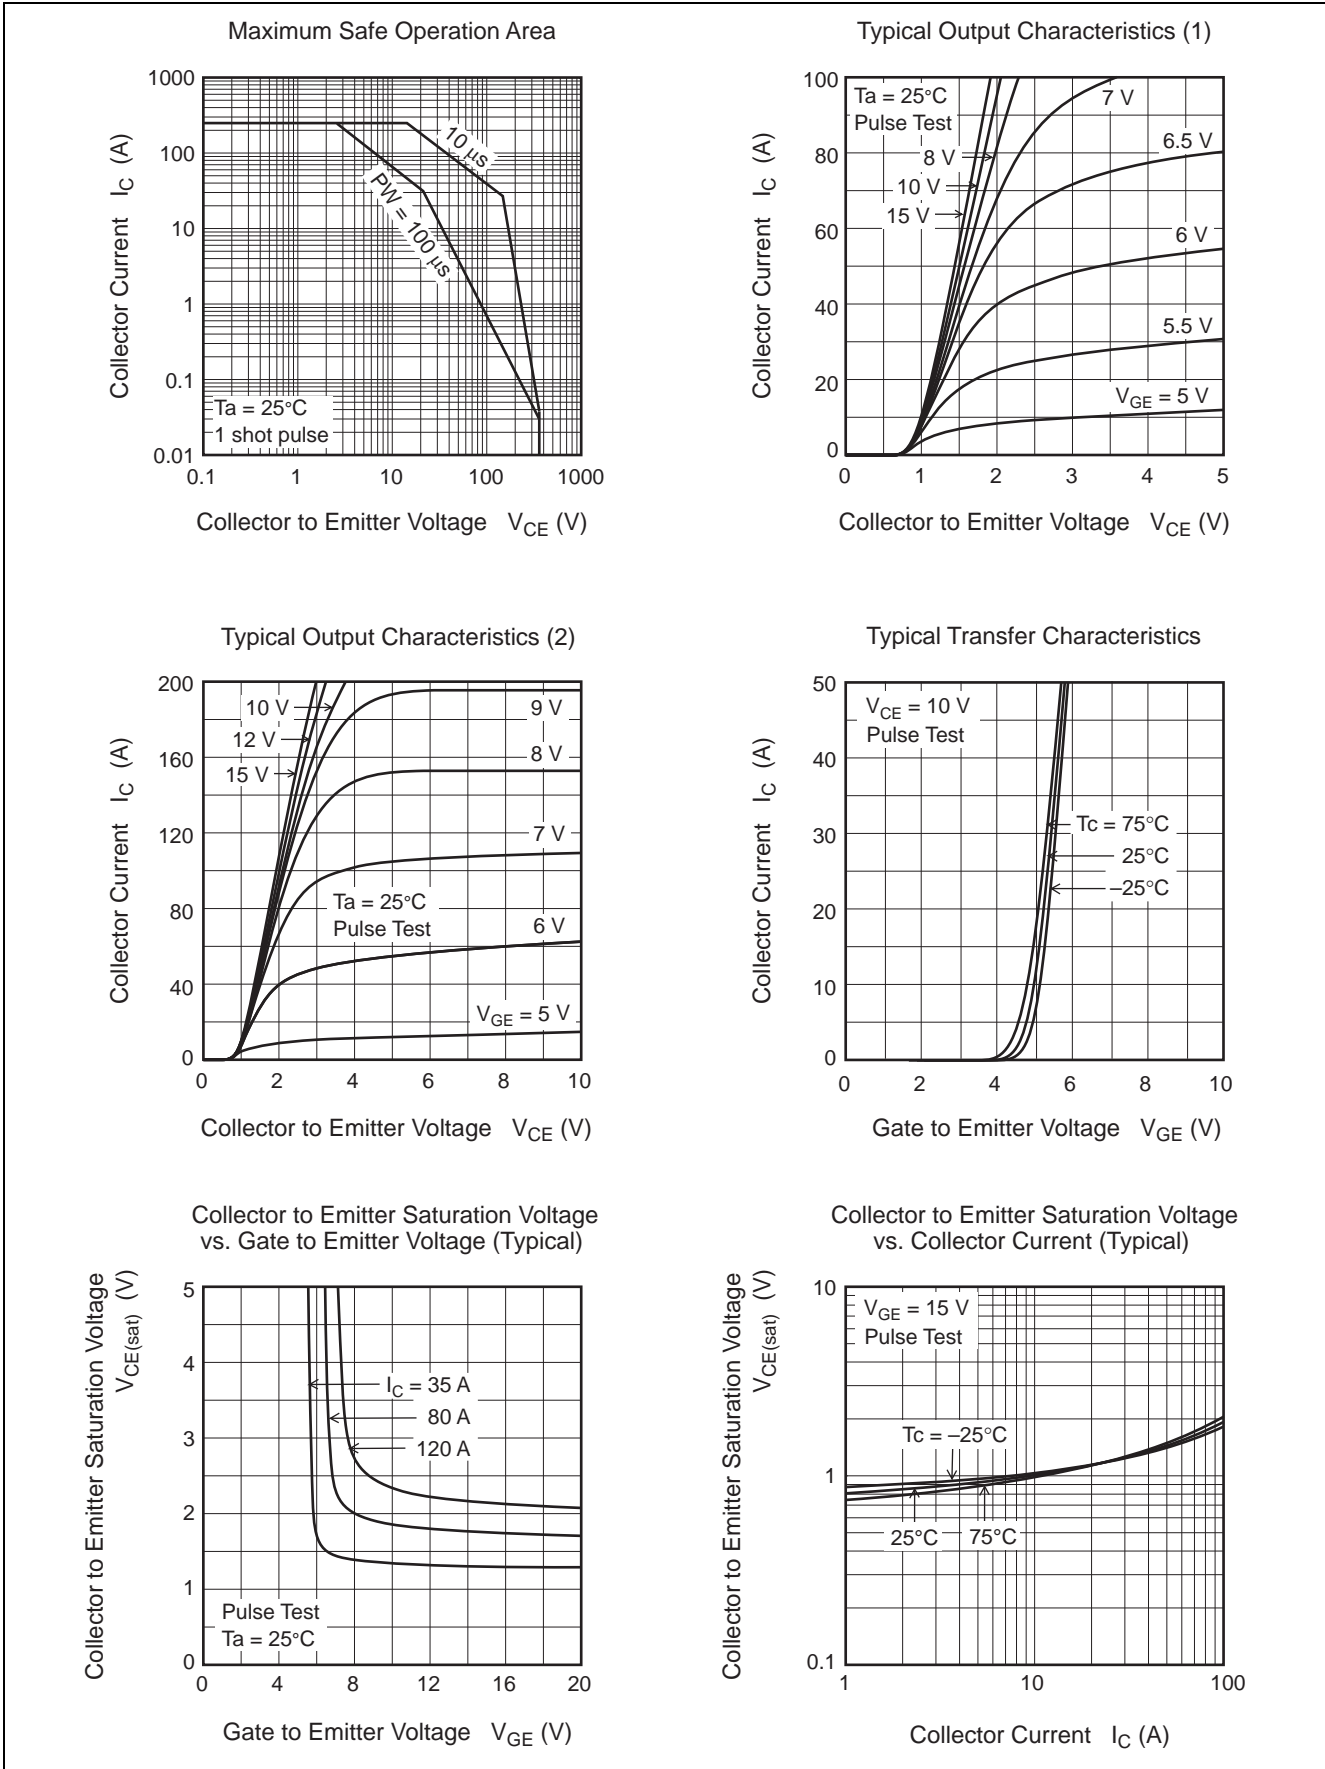 Maximum Safe Operation Area
1000
100
10
1
0.1
0.01
Collector Current I_C (A)
10 μs
PW = 100 μs
Ta = 25°C
1 shot pulse
0.1 1 10 100 1000
Collector to Emitter Voltage V_CE (V)
Typical Output Characteristics (1)
100
80
60
40
20
0
Collector Current I_C (A)
Ta = 25°C
Pulse Test
7 V
6.5 V
8 V
10 V
15 V
6 V
5.5 V
V_GE = 5 V
0 1 2 3 4 5
Collector to Emitter Voltage V_CE (V)
Typical Output Characteristics (2)
200
160
120
80
40
0
Collector Current I_C (A)
10 V
12 V
15 V
9 V
8 V
7 V
Ta = 25°C
Pulse Test
6 V
V_GE = 5 V
0 2 4 6 8 10
Collector to Emitter Voltage V_CE (V)
Typical Transfer Characteristics
50
40
30
20
10
0
Collector Current I_C (A)
V_CE = 10 V
Pulse Test
Tc = 75°C
25°C
–25°C
0 2 4 6 8 10
Gate to Emitter Voltage V_GE (V)
Collector to Emitter Saturation Voltage
vs. Gate to Emitter Voltage (Typical)
Collector to Emitter Saturation Voltage
V_CE(sat) (V)
5
4
3
2
1
0
I_C = 35 A
80 A
120 A
Pulse Test
Ta = 25°C
0 4 8 12 16 20
Gate to Emitter Voltage V_GE (V)
Collector to Emitter Saturation Voltage
vs. Collector Current (Typical)
Collector to Emitter Saturation Voltage
V_CE(sat) (V)
10
1
0.1
V_GE = 15 V
Pulse Test
Tc = –25°C
25°C
75°C
1 10 100
Collector Current I_C (A)